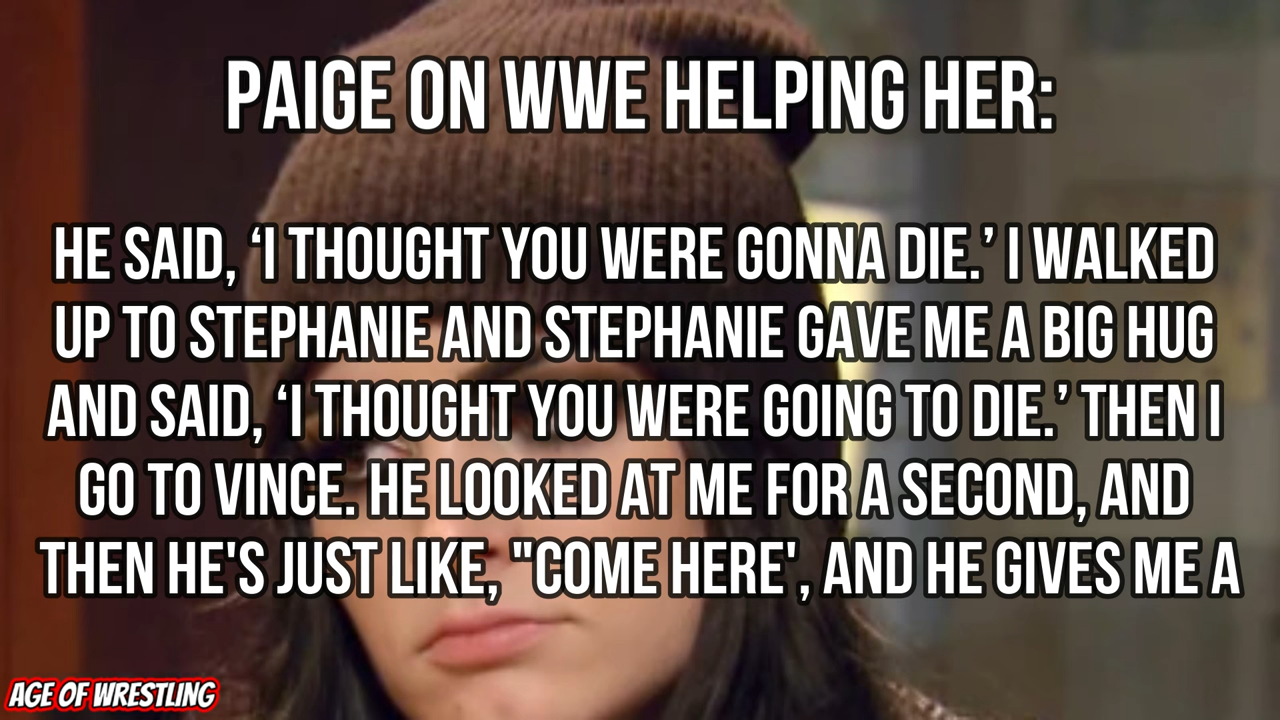 PAIGE ON WWE HELPING HER:
HE SAID, ‘I THOUGHT YOU WERE GONNA DIE.’ I WALKED
UP TO STEPHANIE AND STEPHANIE GAVE ME A BIG HUG
AND SAID, ‘I THOUGHT YOU WERE GOING TO DIE.’ THEN I
GO TO VINCE. HE LOOKED AT ME FOR A SECOND, AND
THEN HE'S JUST LIKE, "COME HERE', AND HE GIVES ME A
AGE OF WRESTLING